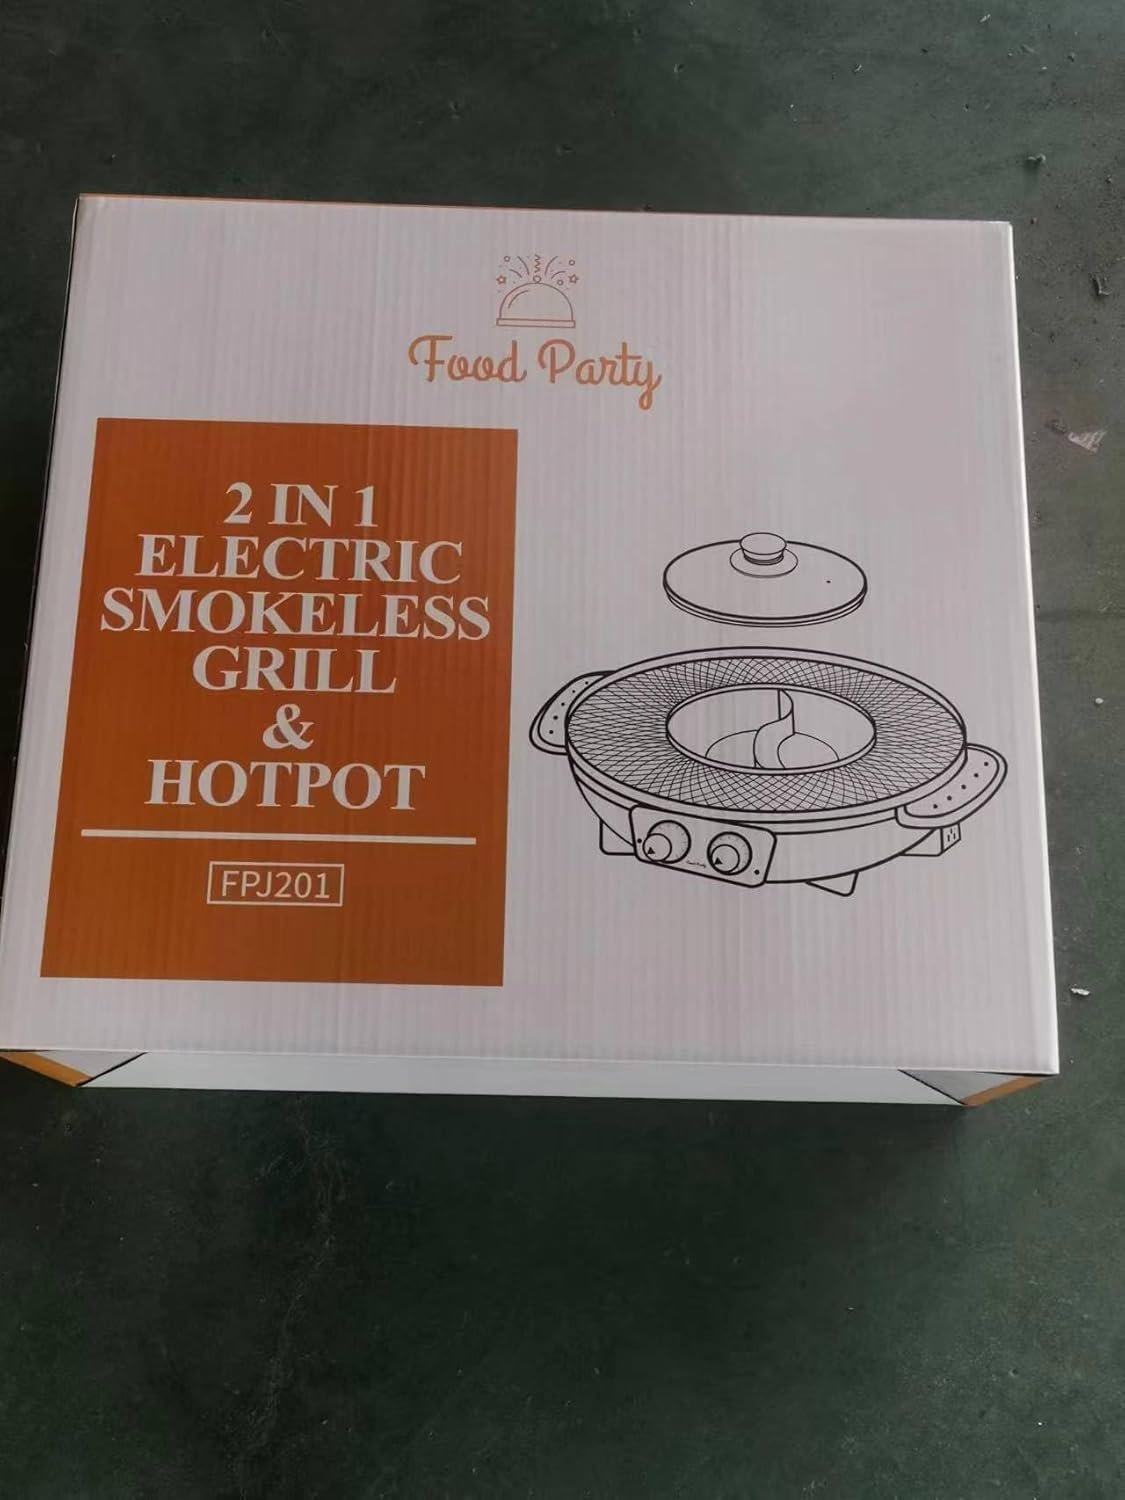 Food Party
2 IN 1
ELECTRIC
SMOKELESS
GRILL
&
HOTPOT
FPJ201